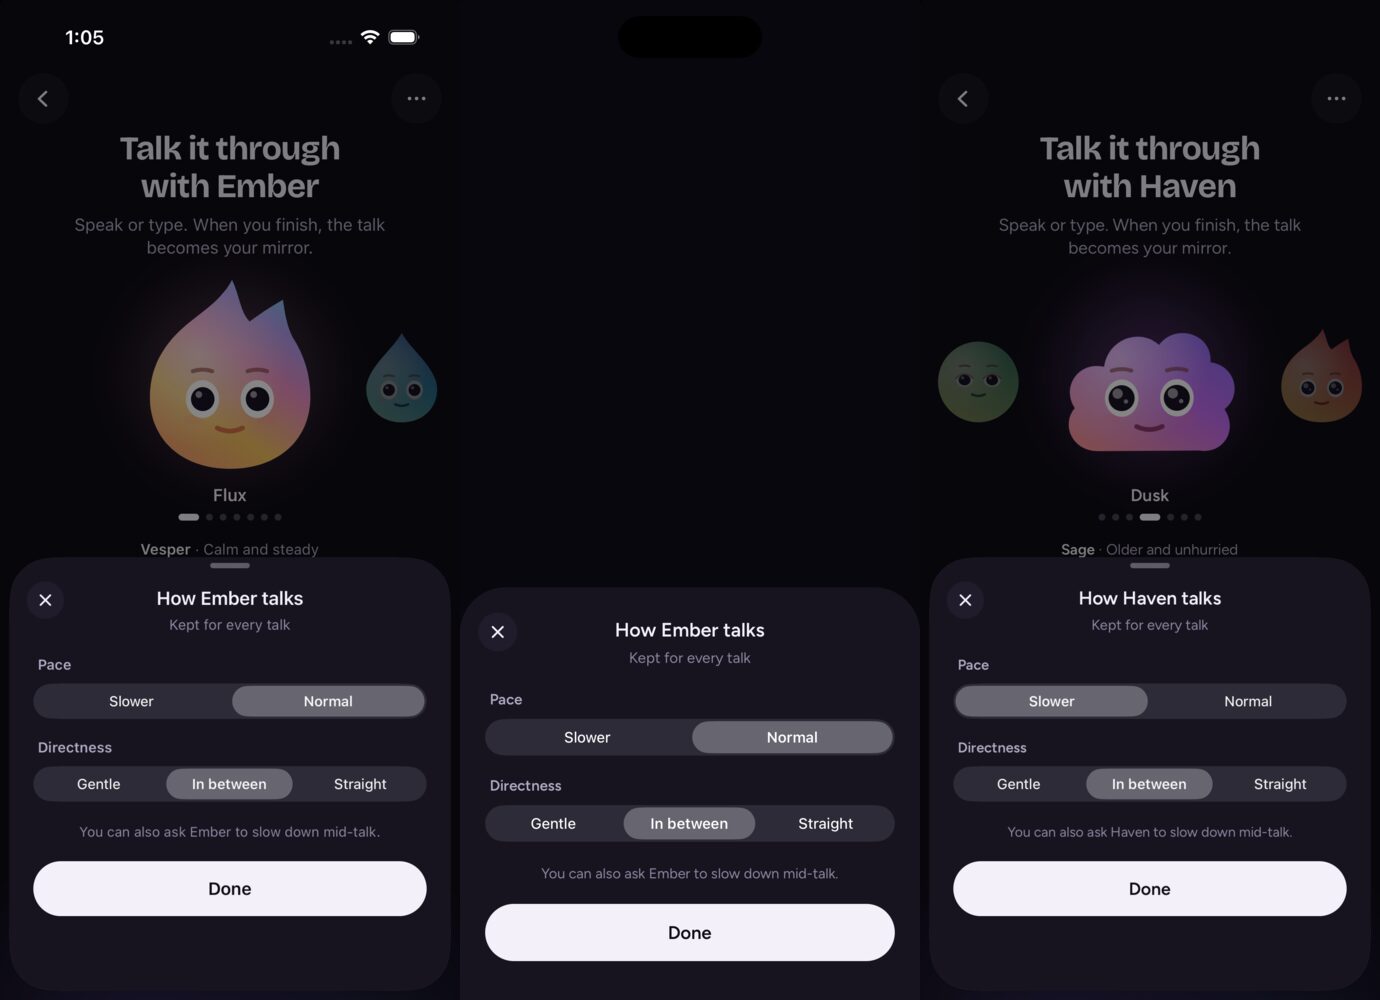 1:05
Talk it through
with Ember
Speak or type. When you finish, the talk
becomes your mirror.
Flux
Vesper · Calm and steady
How Ember talks
Kept for every talk
Pace
Slower
Normal
Directness
Gentle
In between
Straight
You can also ask Ember to slow down mid-talk.
Done
How Ember talks
Kept for every talk
Pace
Slower
Normal
Directness
Gentle
In between
Straight
You can also ask Ember to slow down mid-talk.
Done
Talk it through
with Haven
Speak or type. When you finish, the talk
becomes your mirror.
Dusk
Sage · Older and unhurried
How Haven talks
Kept for every talk
Pace
Slower
Normal
Directness
Gentle
In between
Straight
You can also ask Haven to slow down mid-talk.
Done